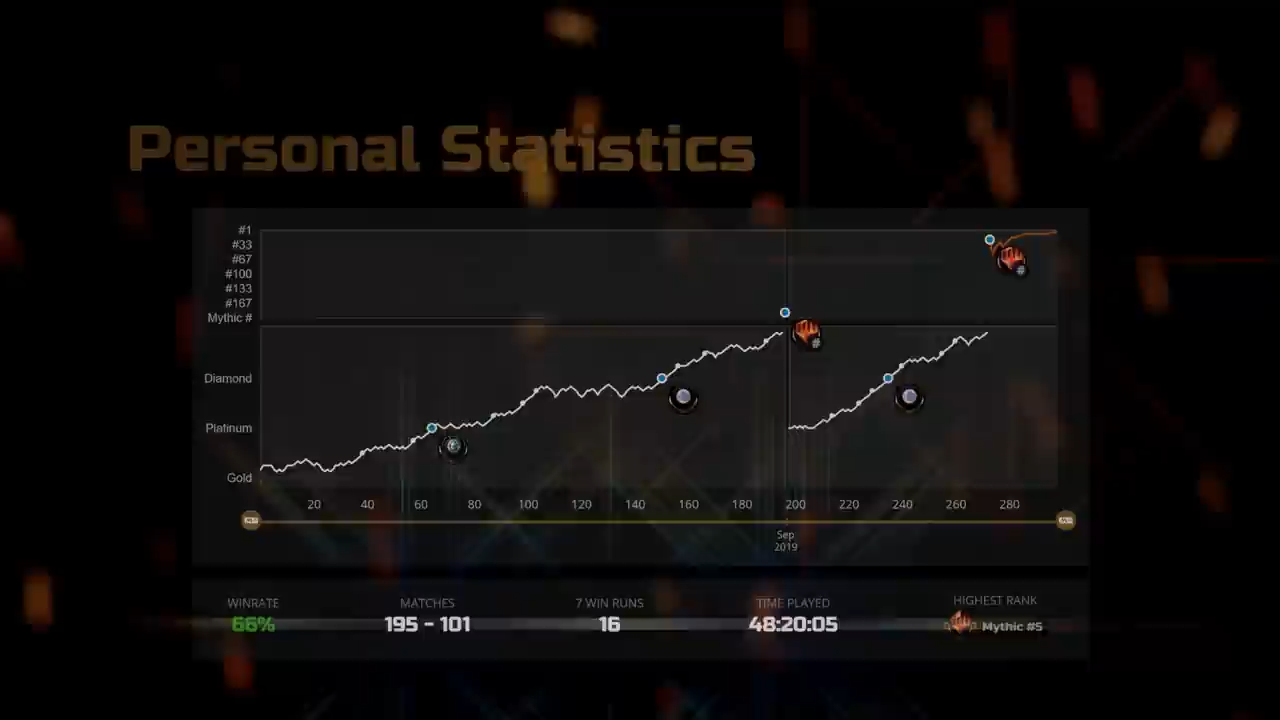 Personal Statistics
#1
#33
#67
#100
#133
#167
Mythic #
Diamond
Platinum
Gold
20 40 60 80 100 120 140 160 180 200 220 240 260 280
Sep
2019
WINRATE MATCHES 7 WIN RUNS TIME PLAYED HIGHEST RANK
66% 195 - 101 16 48:20:05 Mythic #5